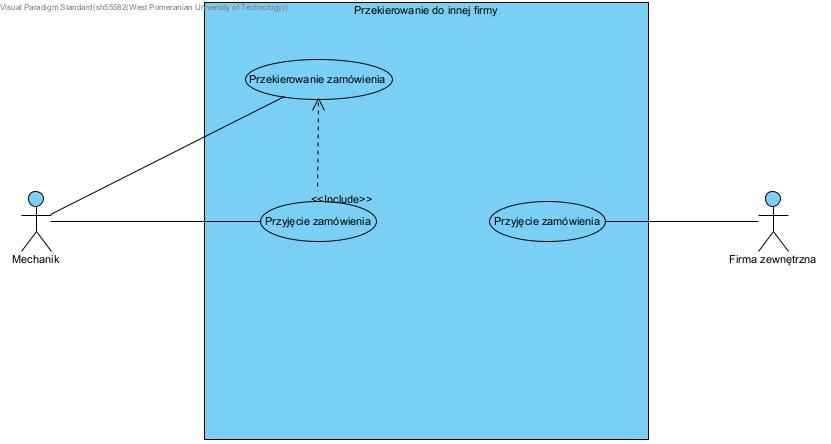 Visual Paradigm Standard(sh55582(West Pomeranian University of Technology))
Przekierowanie do innej firmy
Przekierowanie zamówienia
<<Include>>
Przyjęcie zamówienia
Przyjęcie zamówienia
Mechanik
Firma zewnętrzna